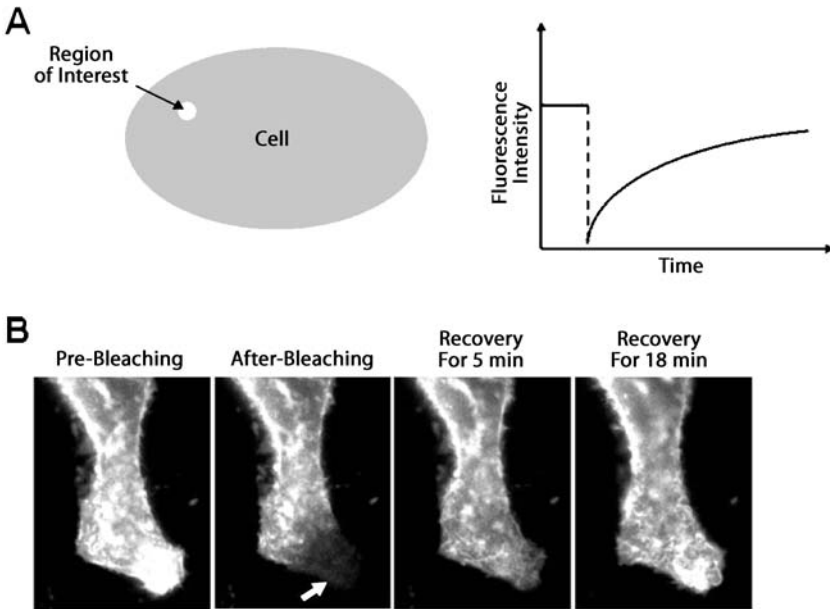 A
Region
of Interest
Cell
Fluorescence
Intensity
Time
B
Pre-Bleaching
After-Bleaching
Recovery
For 5 min
Recovery
For 18 min